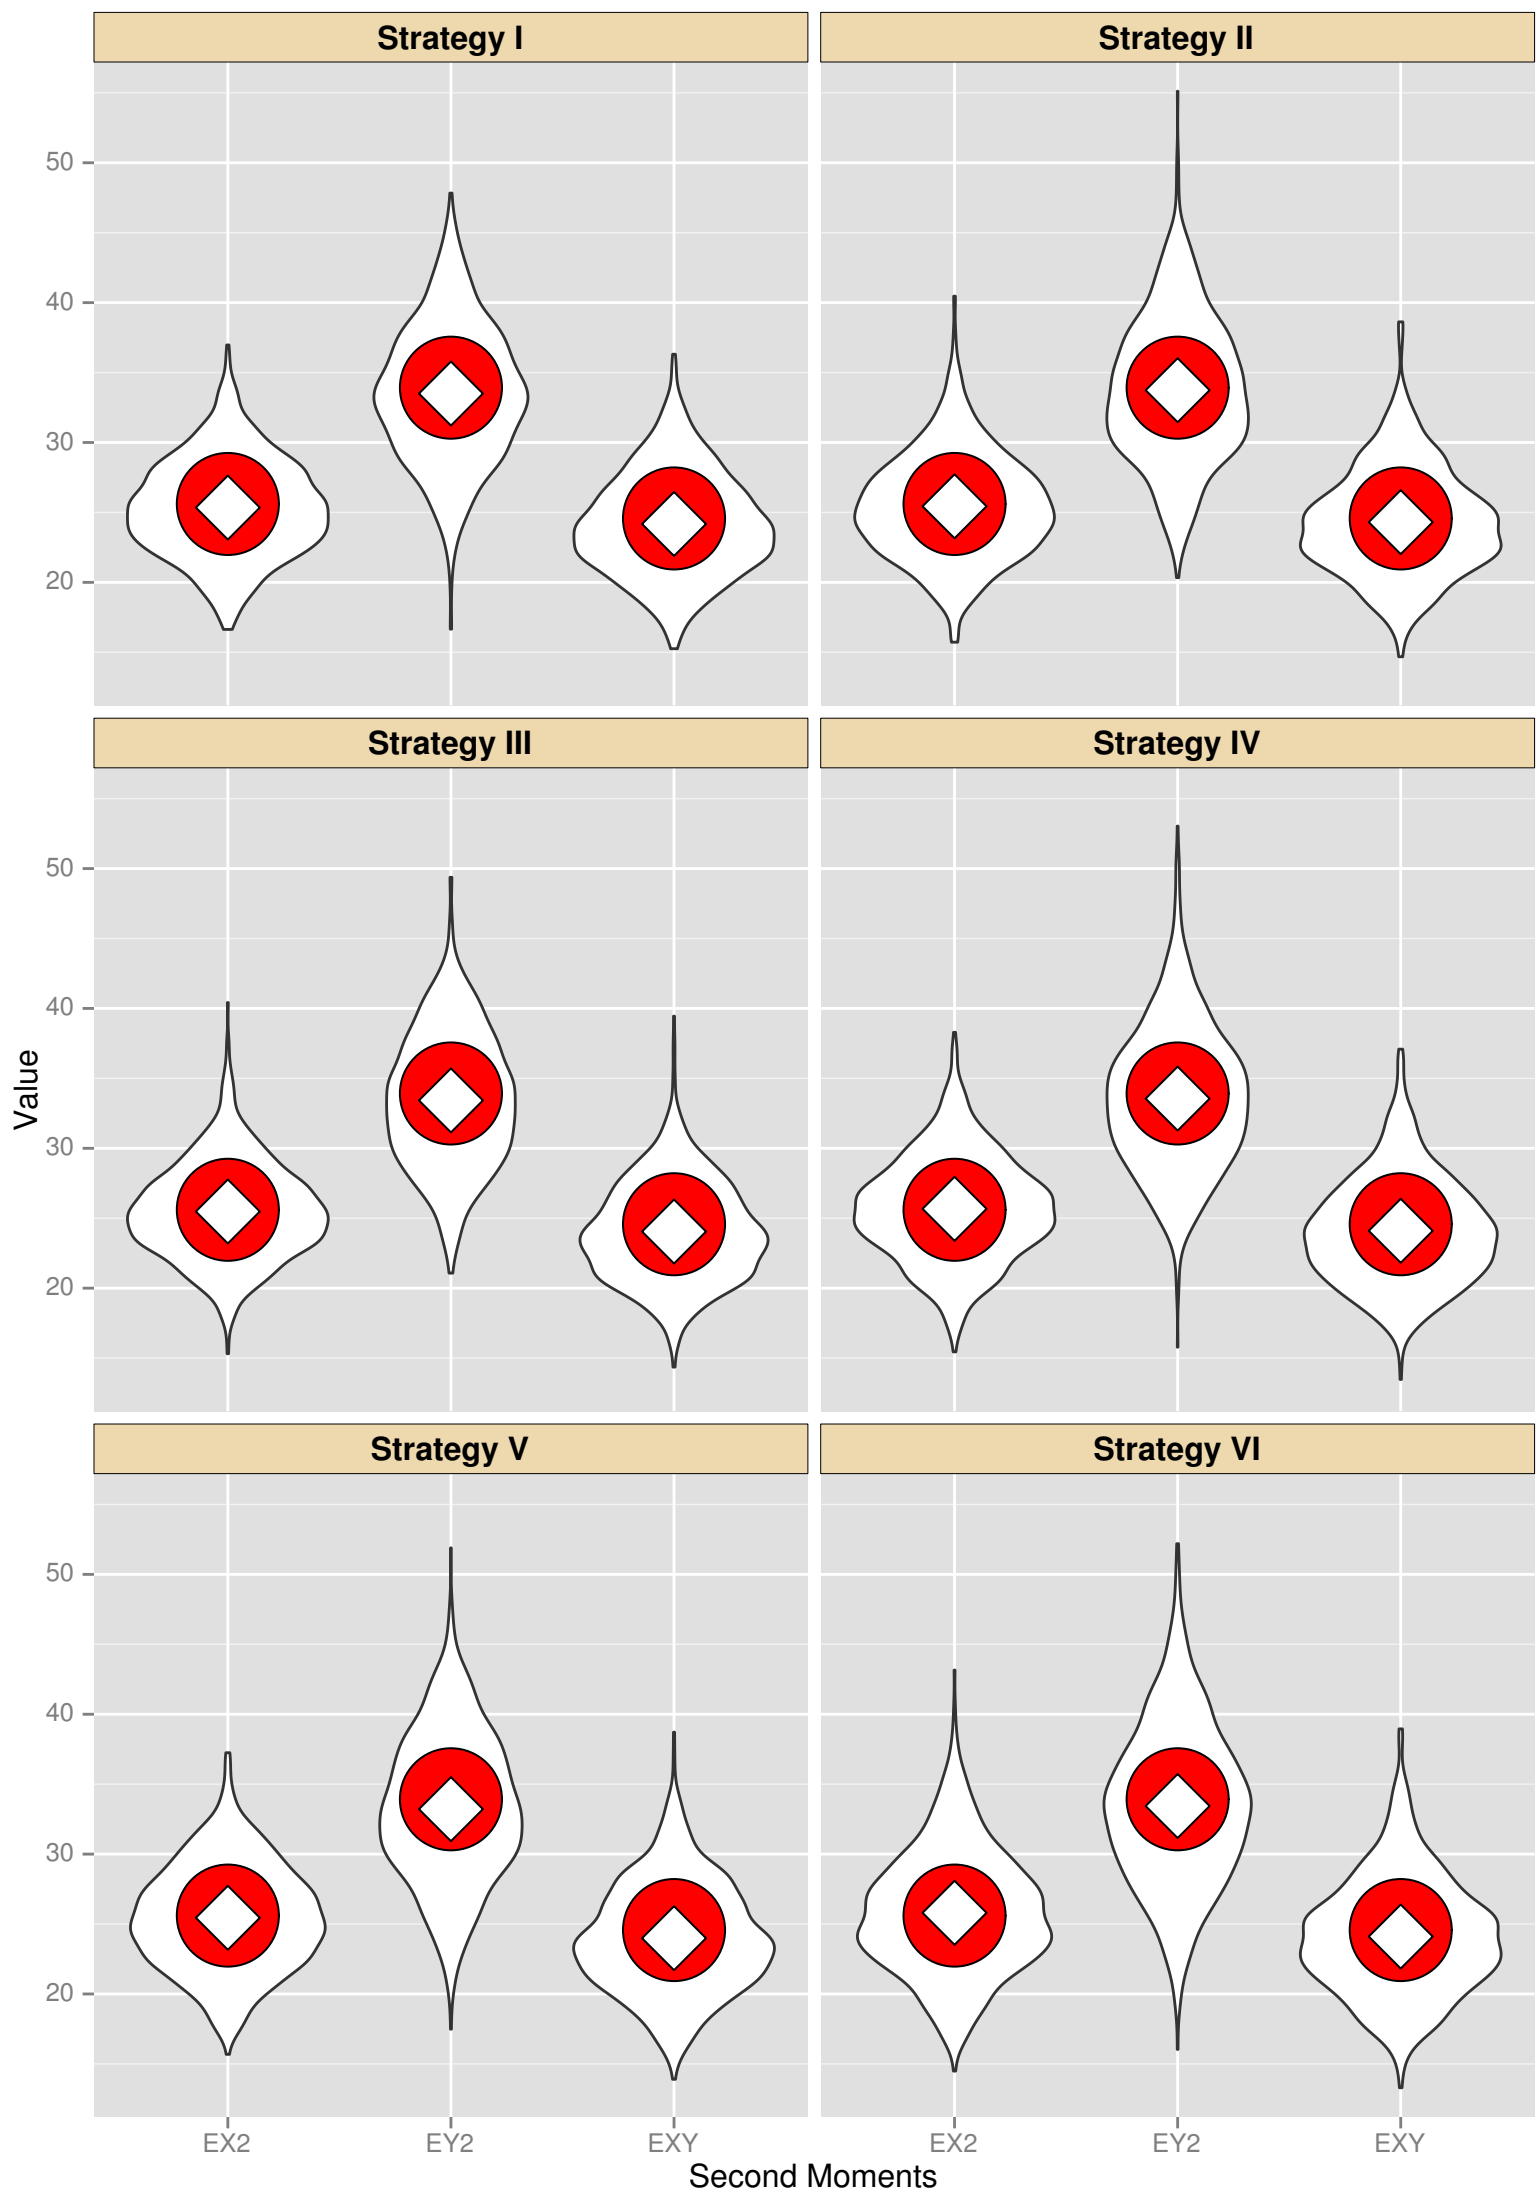 Strategy I
Strategy II
50
40
30
20
Strategy III
Strategy IV
50
40
30
20
Value
Strategy V
Strategy VI
50
40
30
20
EX2 EY2 EXY EX2 EY2 EXY
Second Moments